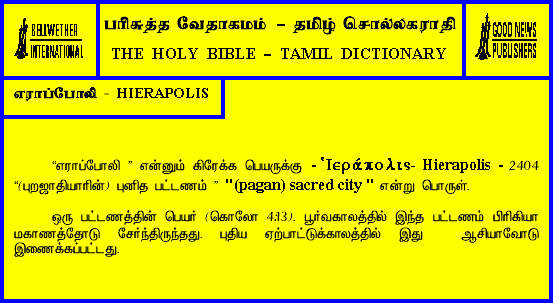 BELLWETHER
INTERNATIONAL
பரிசுத்த வேதாகமம் – தமிழ் சொல்லகராதி
THE HOLY BIBLE – TAMIL DICTIONARY
GOOD NEWS
PUBLISHERS
எராப்போலி - HIERAPOLIS
“எராப்போலி ” என்னும் கிரேக்க பெயருக்கு - Ἱεράπολις- Hierapolis - 2404
“(புறஜாதியாரின்) புனித பட்டணம் ” "(pagan) sacred city " என்று பொருள்.
ஒரு பட்டணத்தின் பெயர் (கொலோ 4:13). பூர்வகாலத்தில் இந்த பட்டணம் பிரிகியா
மகாணத்தோடு சேர்ந்திருந்தது. புதிய ஏற்பாட்டுக்காலத்தில் இது ஆசியாவோடு
இணைக்கப்பட்டது.